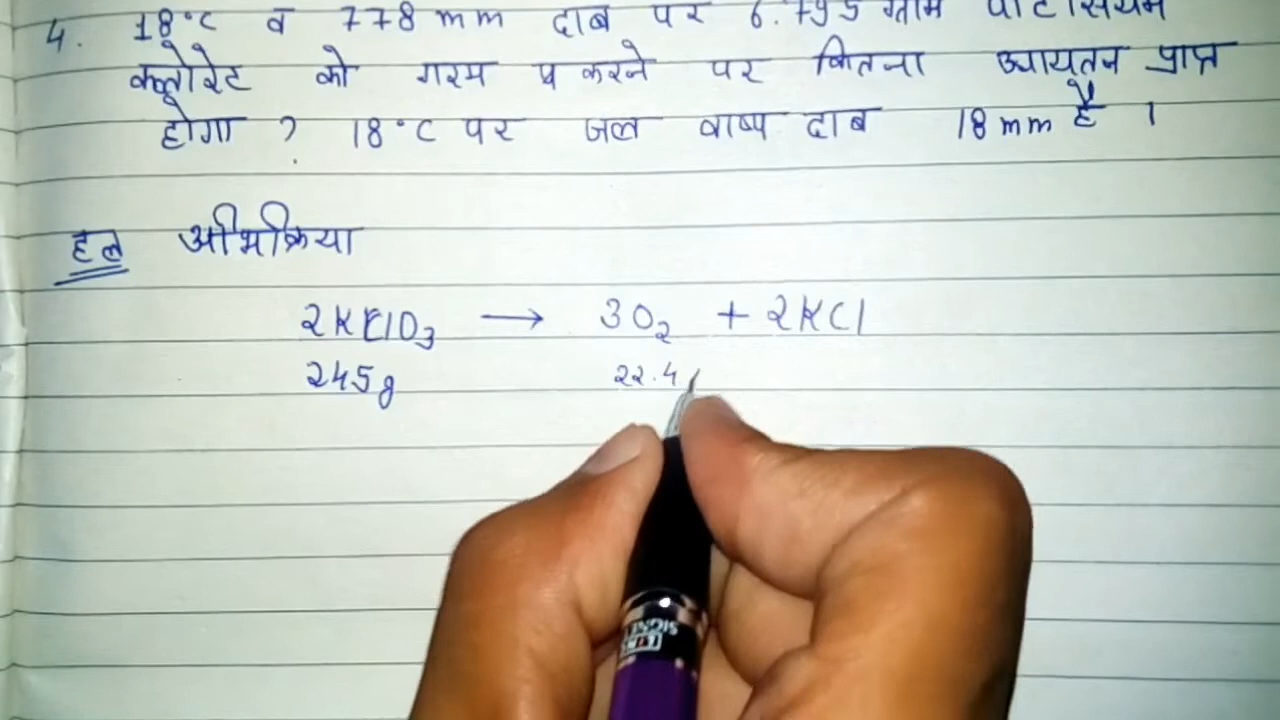 4. 18°C व 778 mm दाब पर 6.795 ग्राम पोटेसियम
क्लोरेट को गरम करने पर कितना आयतन प्राप्त
होगा ? 18°C पर जल वाष्प दाब 18 mm है ।
हल अभिक्रिया
2KClO₃ → 3O₂ + 2KCl
245g 22.4